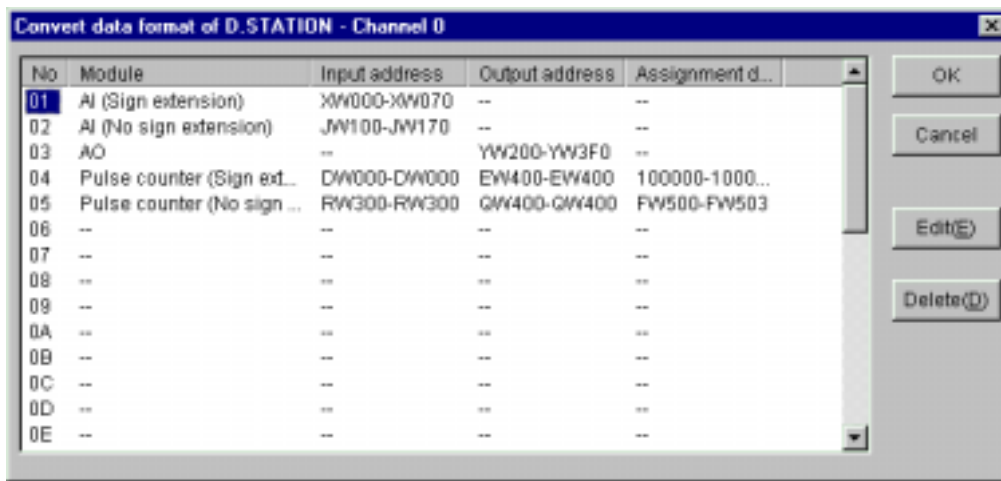 Convert data format of D.STATION - Channel 0
No Module Input address Output address Assignment d...
01 AI (Sign extension) XW000-XW070 -- --
02 AI (No sign extension) JW100-JW170 -- --
03 AO -- YW200-YW3F0 --
04 Pulse counter (Sign ext... DW000-DW000 EW400-EW400 100000-1000...
05 Pulse counter (No sign ... RW300-RW300 QW400-QW400 FW500-FW503
06 -- -- -- --
07 -- -- -- --
08 -- -- -- --
09 -- -- -- --
0A -- -- -- --
0B -- -- -- --
0C -- -- -- --
0D -- -- -- --
0E -- -- -- --
OK
Cancel
Edit(E)
Delete(D)